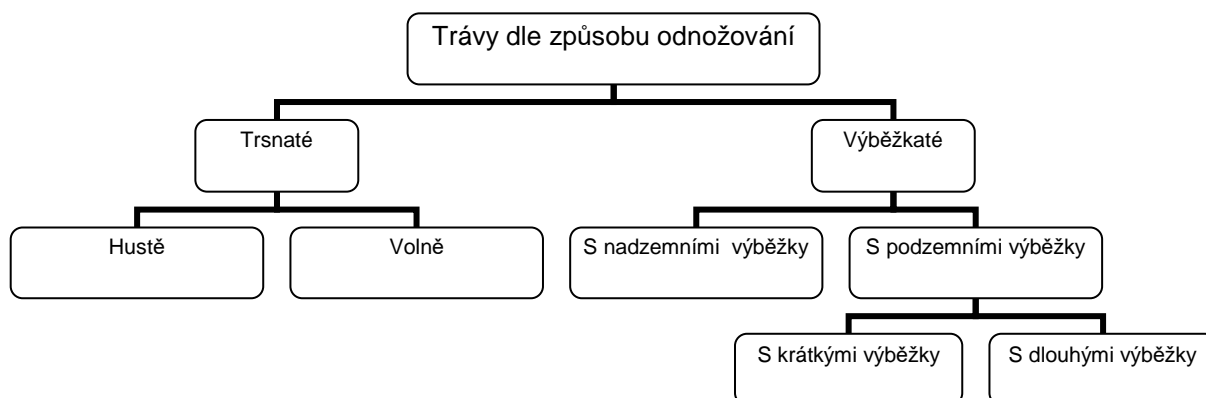 Trávy dle způsobu odnožování
Trsnaté
Výběžkaté
Hustě
Volně
S nadzemními výběžky
S podzemními výběžky
S krátkými výběžky
S dlouhými výběžky